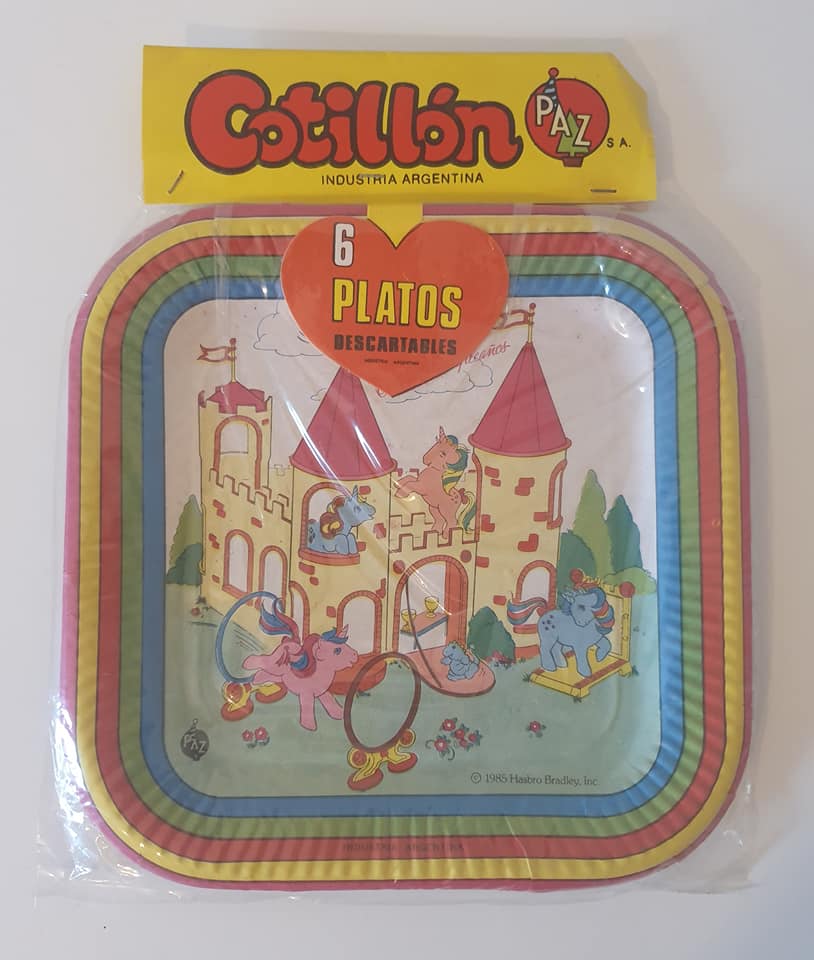 Cotillón
PAZ
S A.
INDUSTRIA ARGENTINA
6
PLATOS
DESCARTABLES
INDUSTRIA ARGENTINA
PAZ
© 1985 Hasbro Bradley, Inc.
INDUSTRIA ARGENTINA